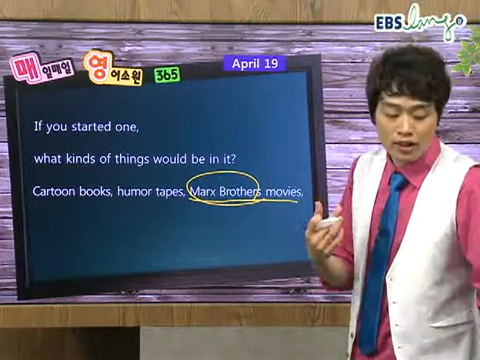 EBS lang
매일매일 영어소원 365
April 19
If you started one,
what kinds of things would be in it?
Cartoon books, humor tapes, Marx Brothers movies,